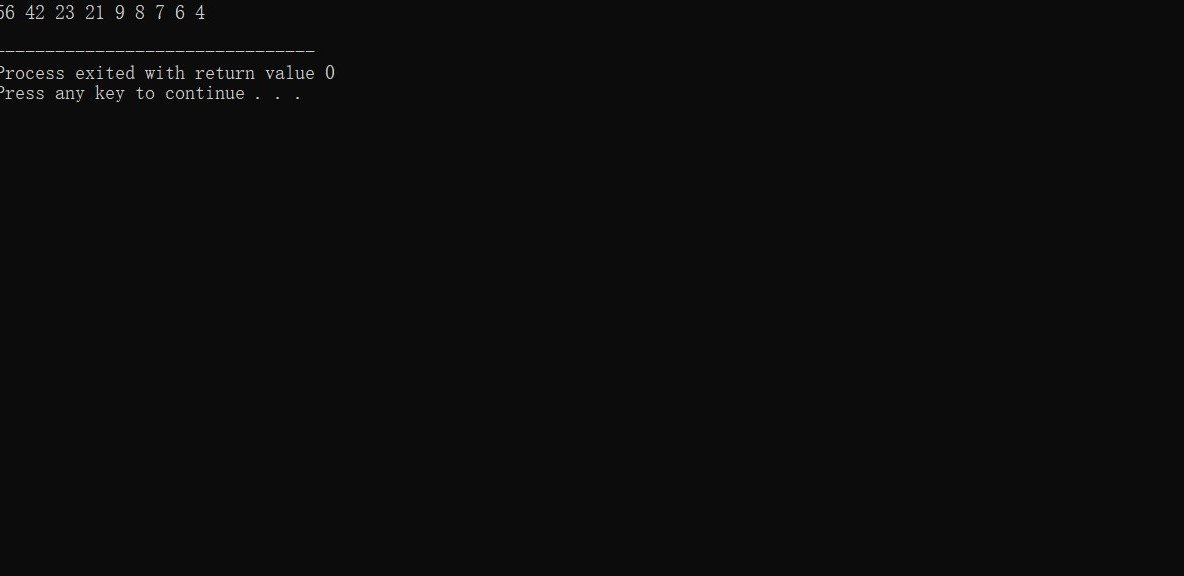 56 42 23 21 9 8 7 6 4
--------------------------------
Process exited with return value 0
Press any key to continue . . .